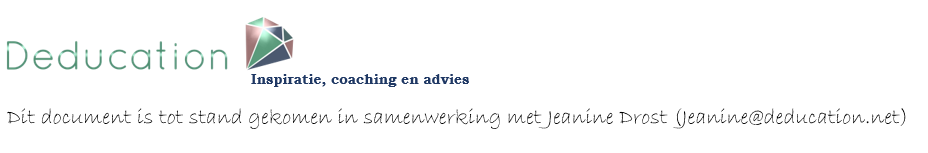 Deducation
Inspiratie, coaching en advies
Dit document is tot stand gekomen in samenwerking met Jeanine Drost (Jeanine@deducation.net)